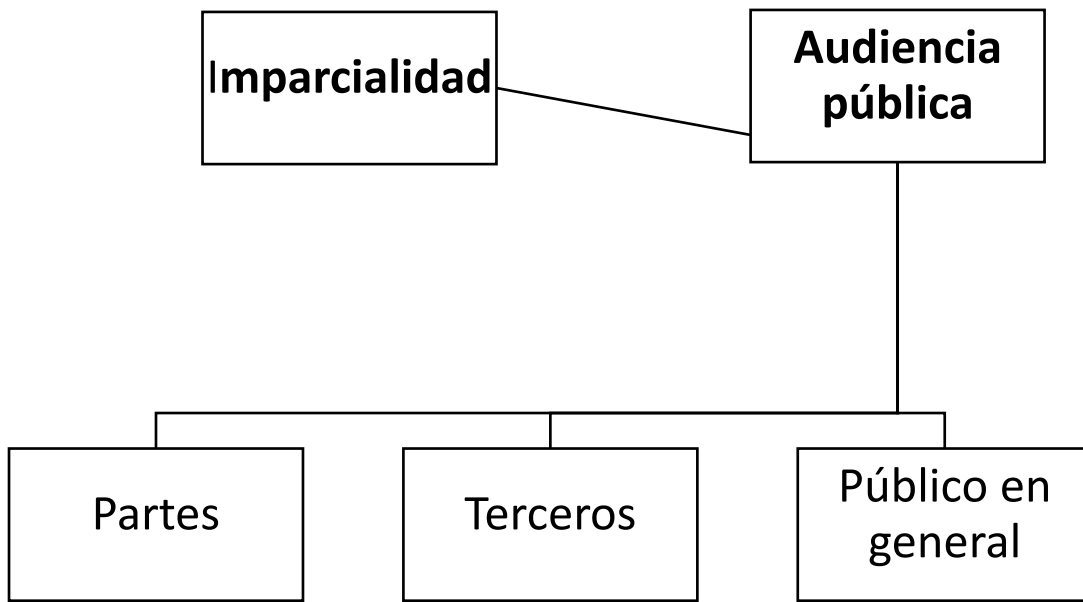 Imparcialidad
Audiencia
pública
Partes
Terceros
Público en
general